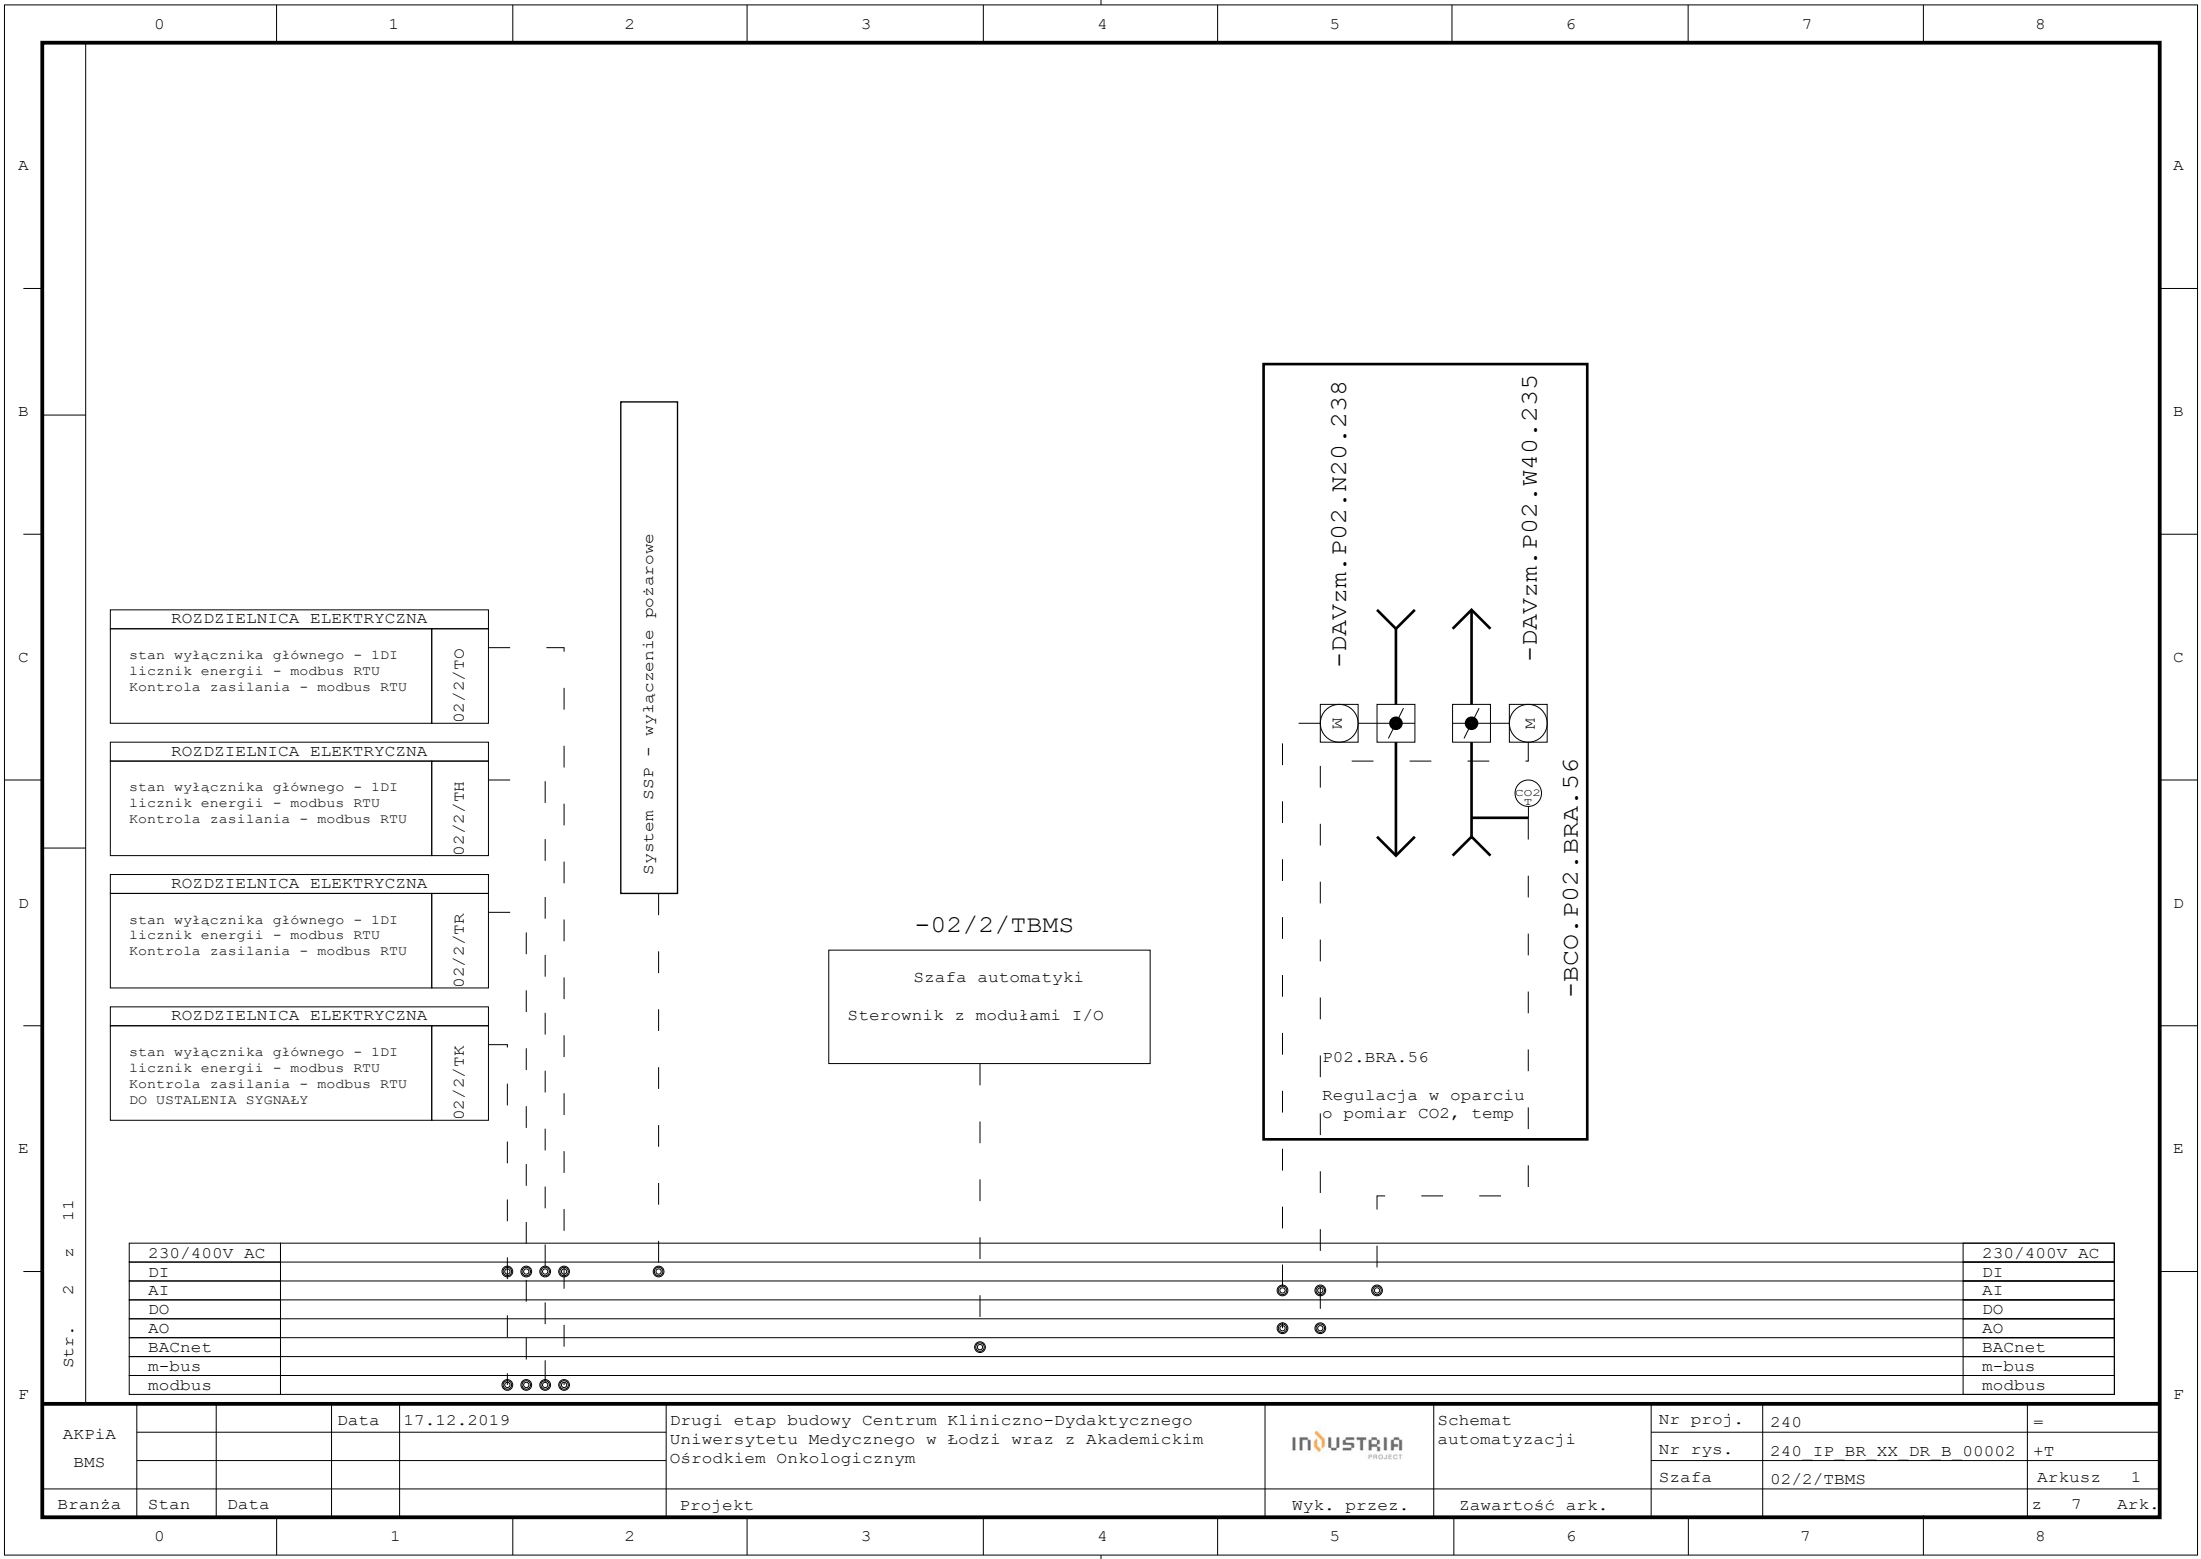 0 1 2 3 4 5 6 7 8
A A
B B
C C
D D
E E
F F
ROZDZIELNICA ELEKTRYCZNA
stan wyłącznika głównego - 1DI
licznik energii - modbus RTU
Kontrola zasilania - modbus RTU
02/2/TO
ROZDZIELNICA ELEKTRYCZNA
stan wyłącznika głównego - 1DI
licznik energii - modbus RTU
Kontrola zasilania - modbus RTU
02/2/TH
ROZDZIELNICA ELEKTRYCZNA
stan wyłącznika głównego - 1DI
licznik energii - modbus RTU
Kontrola zasilania - modbus RTU
02/2/TR
ROZDZIELNICA ELEKTRYCZNA
stan wyłącznika głównego - 1DI
licznik energii - modbus RTU
Kontrola zasilania - modbus RTU
DO USTALENIA SYGNAŁY
02/2/TK
System SSP - wyłączenie pożarowe
-02/2/TBMS
Szafa automatyki
Sterownik z modułami I/O
-DAVzm.P02.N20.238
-DAVzm.P02.W40.235
M
M
CO2
T
-BCO.P02.BRA.56
P02.BRA.56
Regulacja w oparciu
o pomiar CO2, temp
Str. 2 z 11
230/400V AC 230/400V AC
DI DI
AI AI
DO DO
AO AO
BACnet BACnet
m-bus m-bus
modbus modbus
AKPiA
BMS
Branża Stan Data
Data 17.12.2019
Drugi etap budowy Centrum Kliniczno-Dydaktycznego
Uniwersytetu Medycznego w Łodzi wraz z Akademickim
Ośrodkiem Onkologicznym
Projekt
INDUSTRIA
PROJECT
Wyk. przez.
Schemat
automatyzacji
Zawartość ark.
Nr proj. 240 =
Nr rys. 240_IP_BR_XX_DR_B_00002 +T
Szafa 02/2/TBMS Arkusz 1
z 7 Ark.
0 1 2 3 4 5 6 7 8